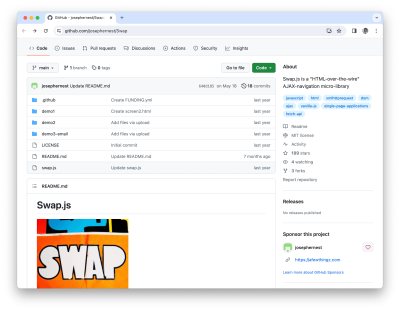 Github - josephernest/Swap:
github.com/josephernest/Swap
Code Issues Pull requests Discussions Actions Security Insights
main 1 branch 0 tags Go to file Code
josephernest Update README.md on May 18 18 commits
.github Create FUNDING.yml last year
demo1 Create screen2.html last year
demo2 Add files via upload last year
demo3-email Add files via upload last year
LICENSE Initial commit last year
README.md Update README.md 7 months ago
swap.js Update swap.js last year
README.md
Swap.js
SWAP
About
Swap.js is a "HTML-over-the-wire"
AJAX-navigation micro-library
javascript html xmlhttprequest dom
ajax vanilla-js single-page-applications
fetch-api
Readme
MIT license
Activity
189 stars
4 watching
3 forks
Report repository
Releases
No releases published
Sponsor this project
josephernest
https://afewthingz.com
Learn more about GitHub Sponsors